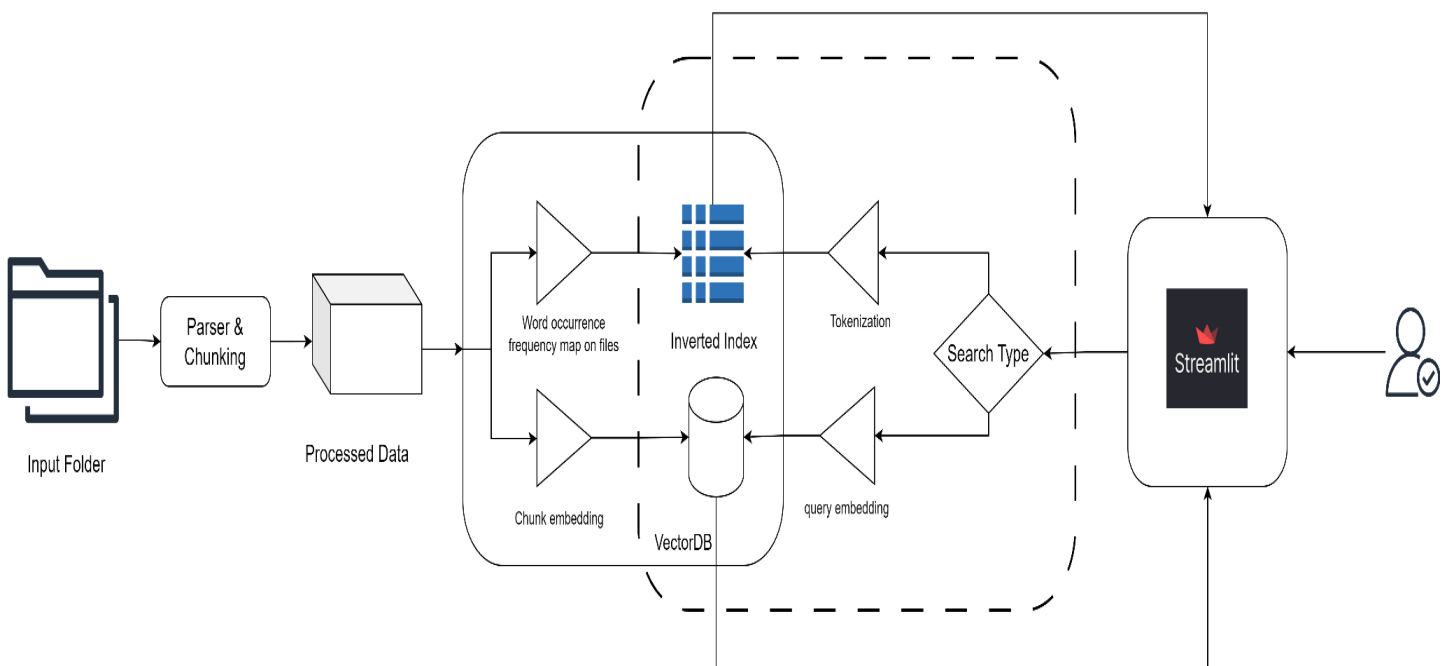 Input Folder
Parser &
Chunking
Processed Data
Word occurrence
frequency map on files
Chunk embedding
Inverted Index
VectorDB
Tokenization
query embedding
Search Type
Streamlit